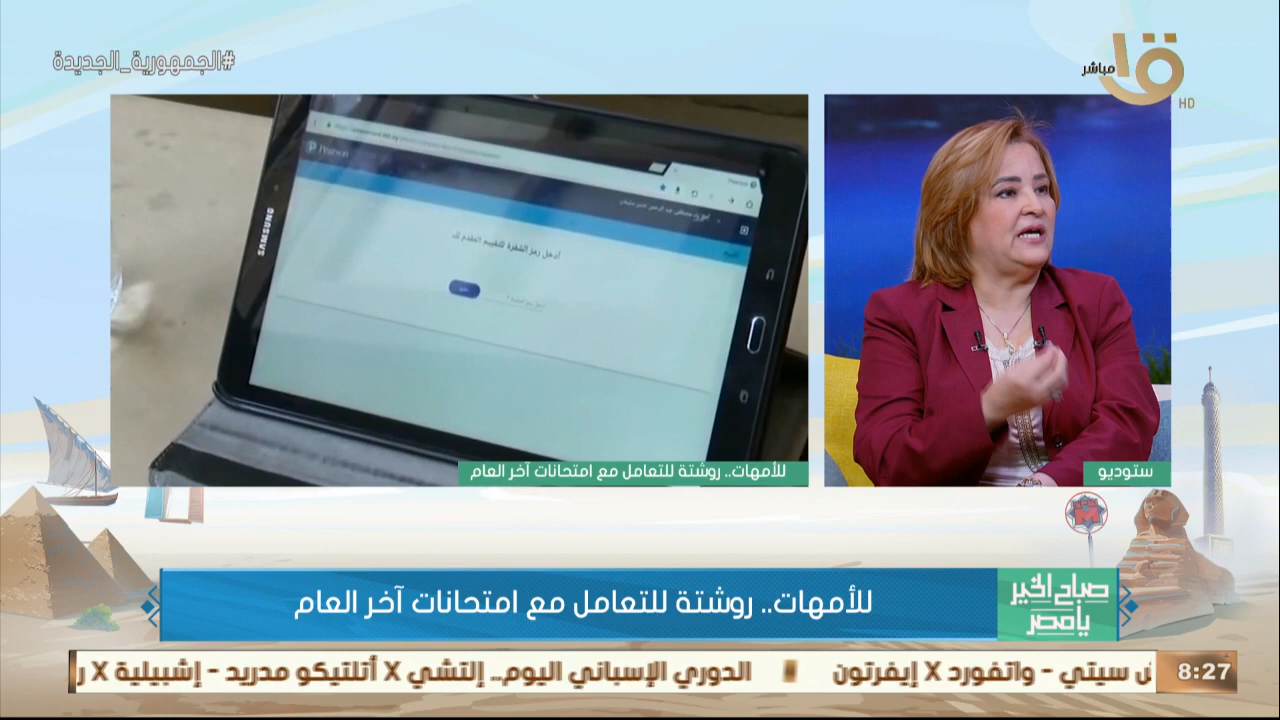 #الجمهورية_الجديدة
مباشر
HD
Pearson
SAMSUNG
أدخل رمز الشفرة للتقييم المقدم لك
للأمهات.. روشتة للتعامل مع امتحانات آخر العام
ستوديو
صباح الخير
يا مصر
للأمهات.. روشتة للتعامل مع امتحانات آخر العام
سيتي - واتفورد X إيفرتون
الدوري الإسباني اليوم.. إلتشي X أتلتيكو مدريد - إشبيلية X
8:27